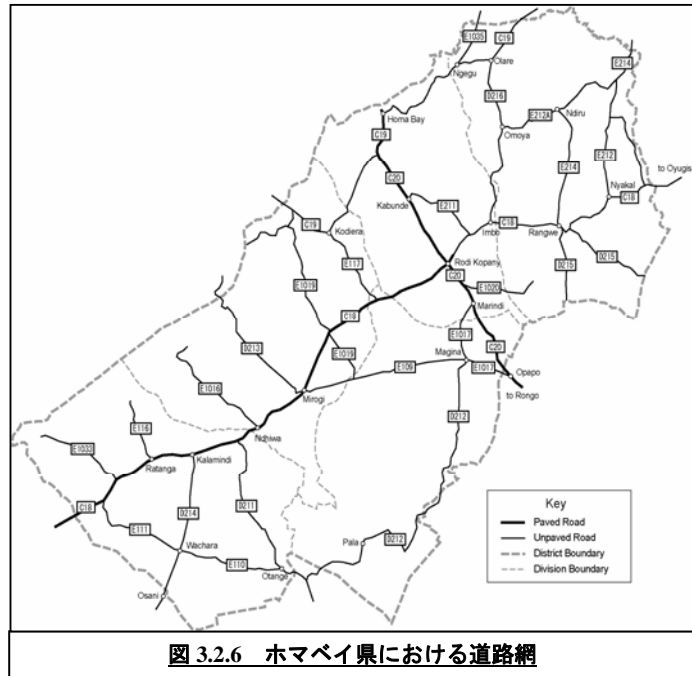 E1035
C19
Ngegu
Olare
E214
D216
Homa Bay
E212A
Ndiru
C19
Omoya
E212
to Oyugis
C20
E214
Nyakal
Kabunde
E211
C18
C19
Kodiera
Imbo
C18
Rangwe
E117
Rodi Kopany
D215
D215
C20
E1019
E1020
Marindi
C18
D213
E1017
C20
E1019
Magina
E109
E1017
Opapo
E1016
Mirogi
to Rongo
D212
E116
Ndhiwa
E1033
Ratanga
Kalamindi
C18
D211
D214
E111
Pala
D212
Wachara
E110
Otange
Osani
Key
Paved Road
Unpaved Road
District Boundary
Division Boundary
図 3.2.6 ホマベイ県における道路網